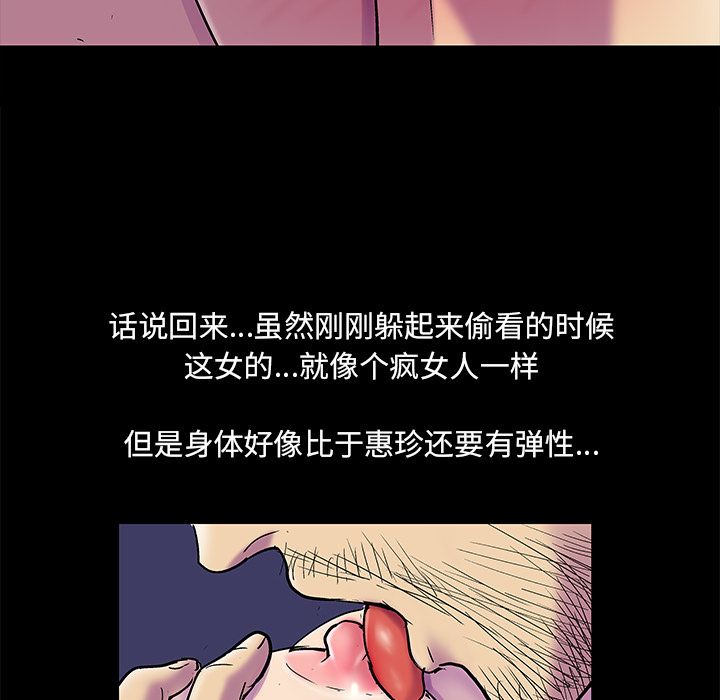 话说回来...虽然刚刚躲起来偷看的时候
这女的...就像个疯女人一样
但是身体好像比于惠珍还要有弹性...